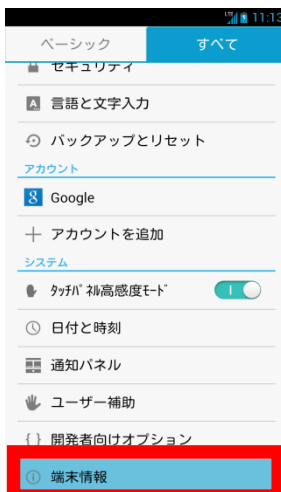 11:13
ベーシック
すべて
セキュリティ
A 言語と文字入力
バックアップとリセット
アカウント
8 Google
アカウントを追加
システム
ﾀｯﾁﾊﾟﾈﾙ高感度ﾓｰﾄﾞ
日付と時刻
通知パネル
ユーザー補助
{ } 開発者向けオプション
端末情報